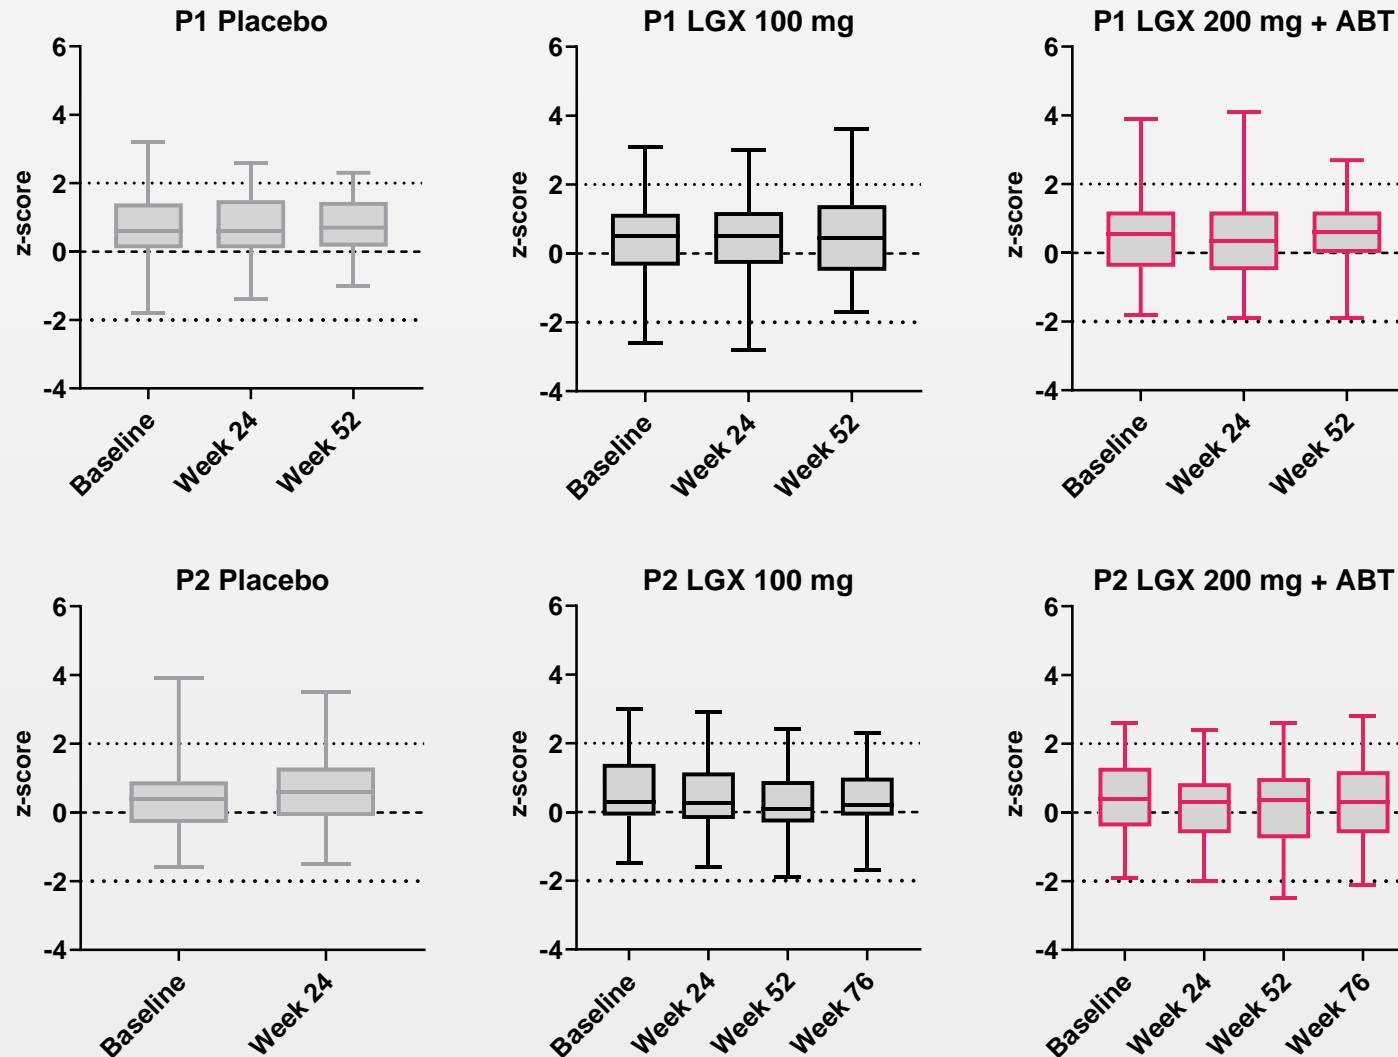 P1 Placebo
6
4
2
0
-2
-4
z-score
Baseline
Week 24
Week 52
P1 LGX 100 mg
6
4
2
0
-2
-4
z-score
Baseline
Week 24
Week 52
P1 LGX 200 mg + ABT
6
4
2
0
-2
-4
z-score
Baseline
Week 24
Week 52
P2 Placebo
6
4
2
0
-2
-4
z-score
Baseline
Week 24
P2 LGX 100 mg
6
4
2
0
-2
-4
z-score
Baseline
Week 24
Week 52
Week 76
P2 LGX 200 mg + ABT
6
4
2
0
-2
-4
z-score
Baseline
Week 24
Week 52
Week 76